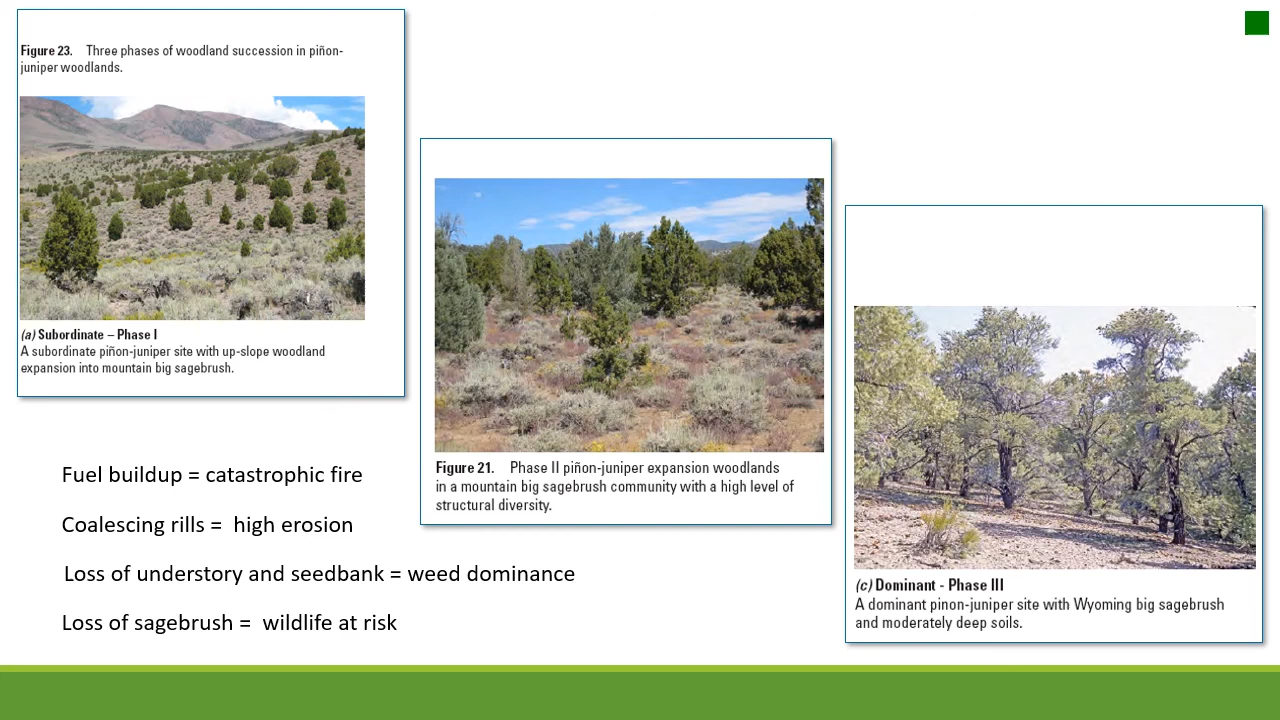 Figure 23. Three phases of woodland succession in piñon-
juniper woodlands.
(a) Subordinate – Phase I
A subordinate piñon-juniper site with up-slope woodland
expansion into mountain big sagebrush.
Figure 21. Phase II piñon-juniper expansion woodlands
in a mountain big sagebrush community with a high level of
structural diversity.
(c) Dominant - Phase III
A dominant pinon-juniper site with Wyoming big sagebrush
and moderately deep soils.
Fuel buildup = catastrophic fire
Coalescing rills = high erosion
Loss of understory and seedbank = weed dominance
Loss of sagebrush = wildlife at risk